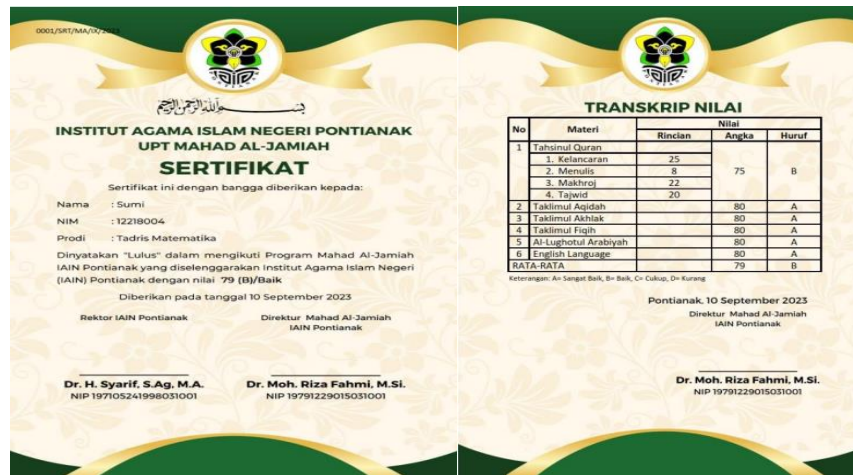 0001/SRT/MA/IX/2023
INSTITUT AGAMA ISLAM NEGERI PONTIANAK
UPT MAHAD AL-JAMIAH
SERTIFIKAT
Sertifikat ini dengan bangga diberikan kepada:
Nama : Sumi
NIM : 12218004
Prodi : Tadris Matematika
Dinyatakan "Lulus" dalam mengikuti Program Mahad Al-Jamiah
IAIN Pontianak yang diselenggarakan Institut Agama Islam Negeri
(IAIN) Pontianak dengan nilai 79 (B)/Baik
Diberikan pada tanggal 10 September 2023
Rektor IAIN Pontianak Direktur Mahad Al-Jamiah
IAIN Pontianak
Dr. H. Syarif, S.Ag, M.A. Dr. Moh. Riza Fahmi, M.Si.
NIP 197105241998031001 NIP 19791229015031001
TRANSKRIP NILAI
No Materi Nilai
Rincian Angka Huruf
1 Tahsinul Quran 75 B
1. Kelancaran 25
2. Menulis 8
3. Makhroj 22
4. Tajwid 20
2 Taklimul Aqidah 80 A
3 Taklimul Akhlak 80 A
4 Taklimul Fiqih 80 A
5 Al-Lughotul Arabiyah 80 A
6 English Language 80 A
RATA-RATA 79 B
Keterangan: A= Sangat Baik, B= Baik, C= Cukup, D= Kurang
Pontianak, 10 September 2023
Direktur Mahad Al-Jamiah
IAIN Pontianak
Dr. Moh. Riza Fahmi, M.Si.
NIP 19791229015031001